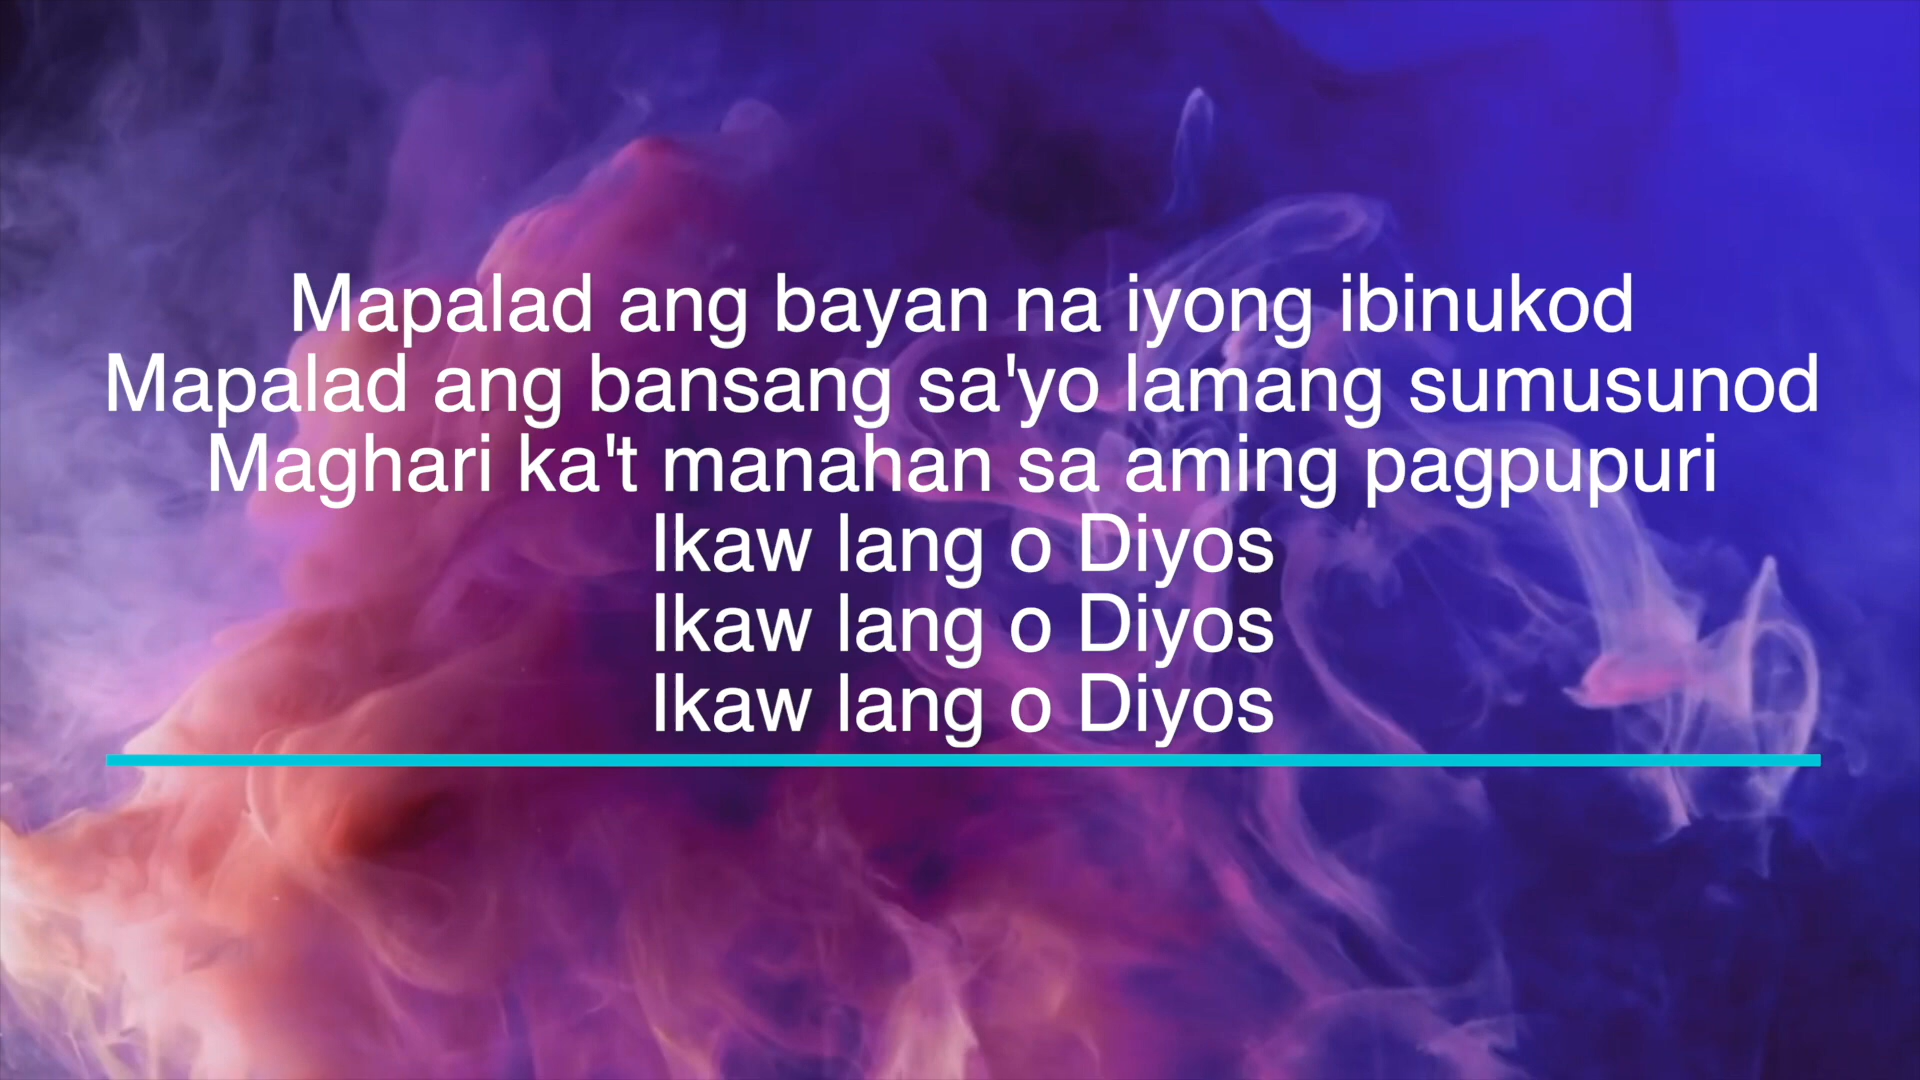 Mapalad ang bayan na iyong ibinukod
Mapalad ang bansang sa'yo lamang sumusunod
Maghari ka't manahan sa aming pagpupuri
Ikaw lang o Diyos
Ikaw lang o Diyos
Ikaw lang o Diyos